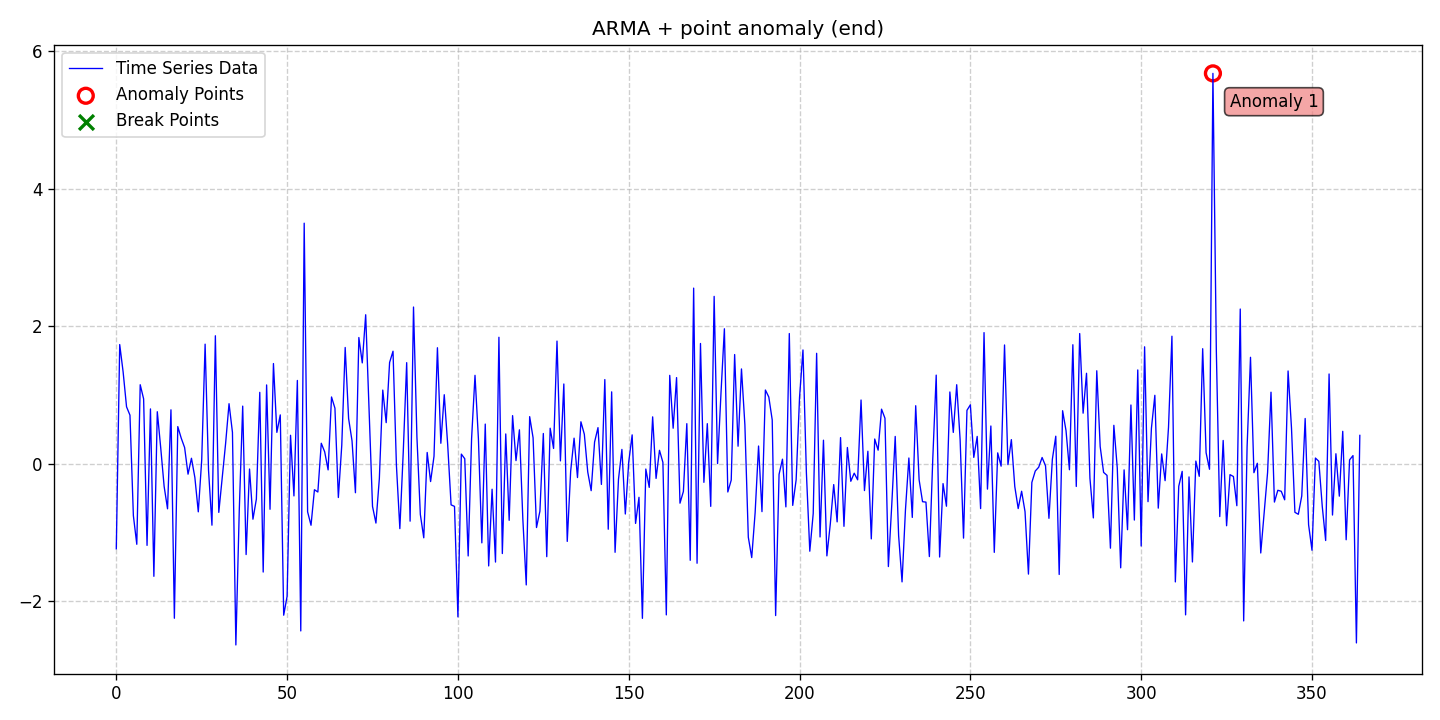 ARMA + point anomaly (end)
Time Series Data
Anomaly Points
Break Points
Anomaly 1
6
4
2
0
−2
0
50
100
150
200
250
300
350